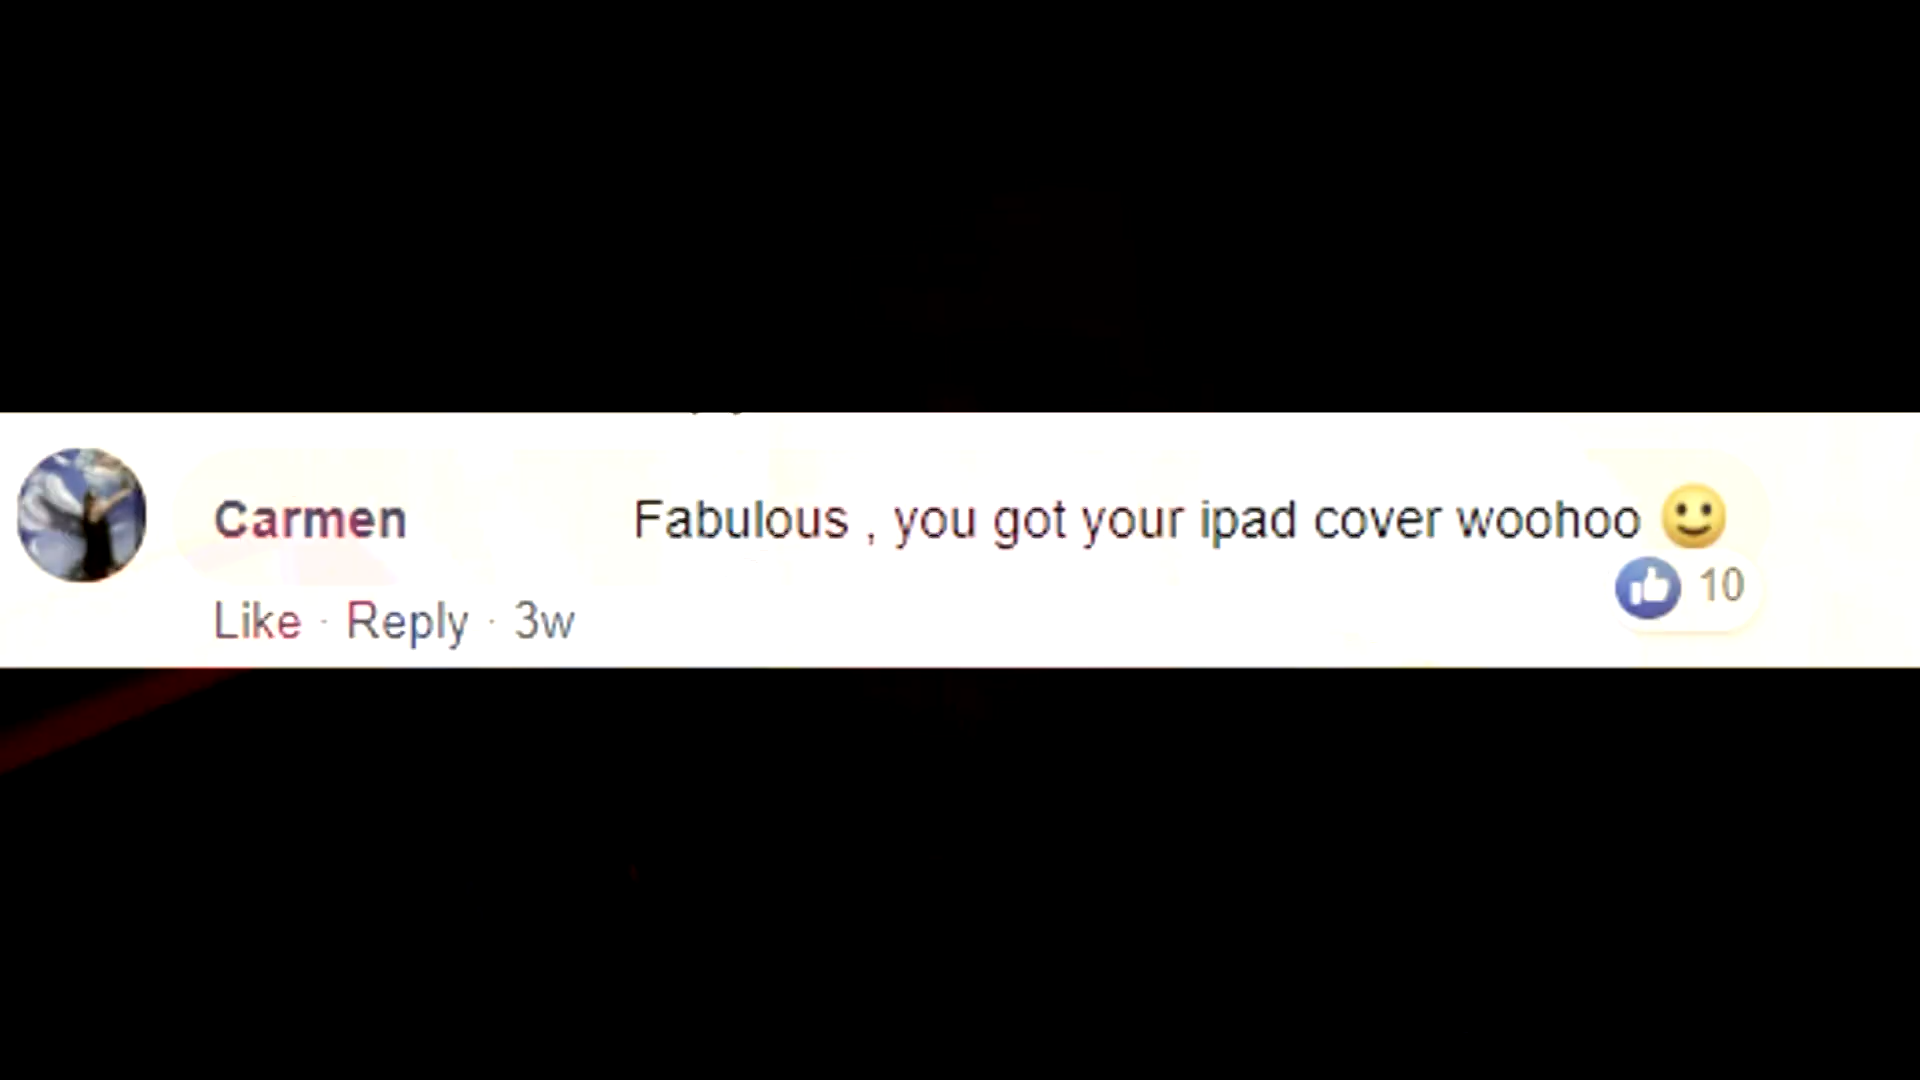 Carmen Fabulous , you got your ipad cover woohoo 🙂
10
Like · Reply · 3w